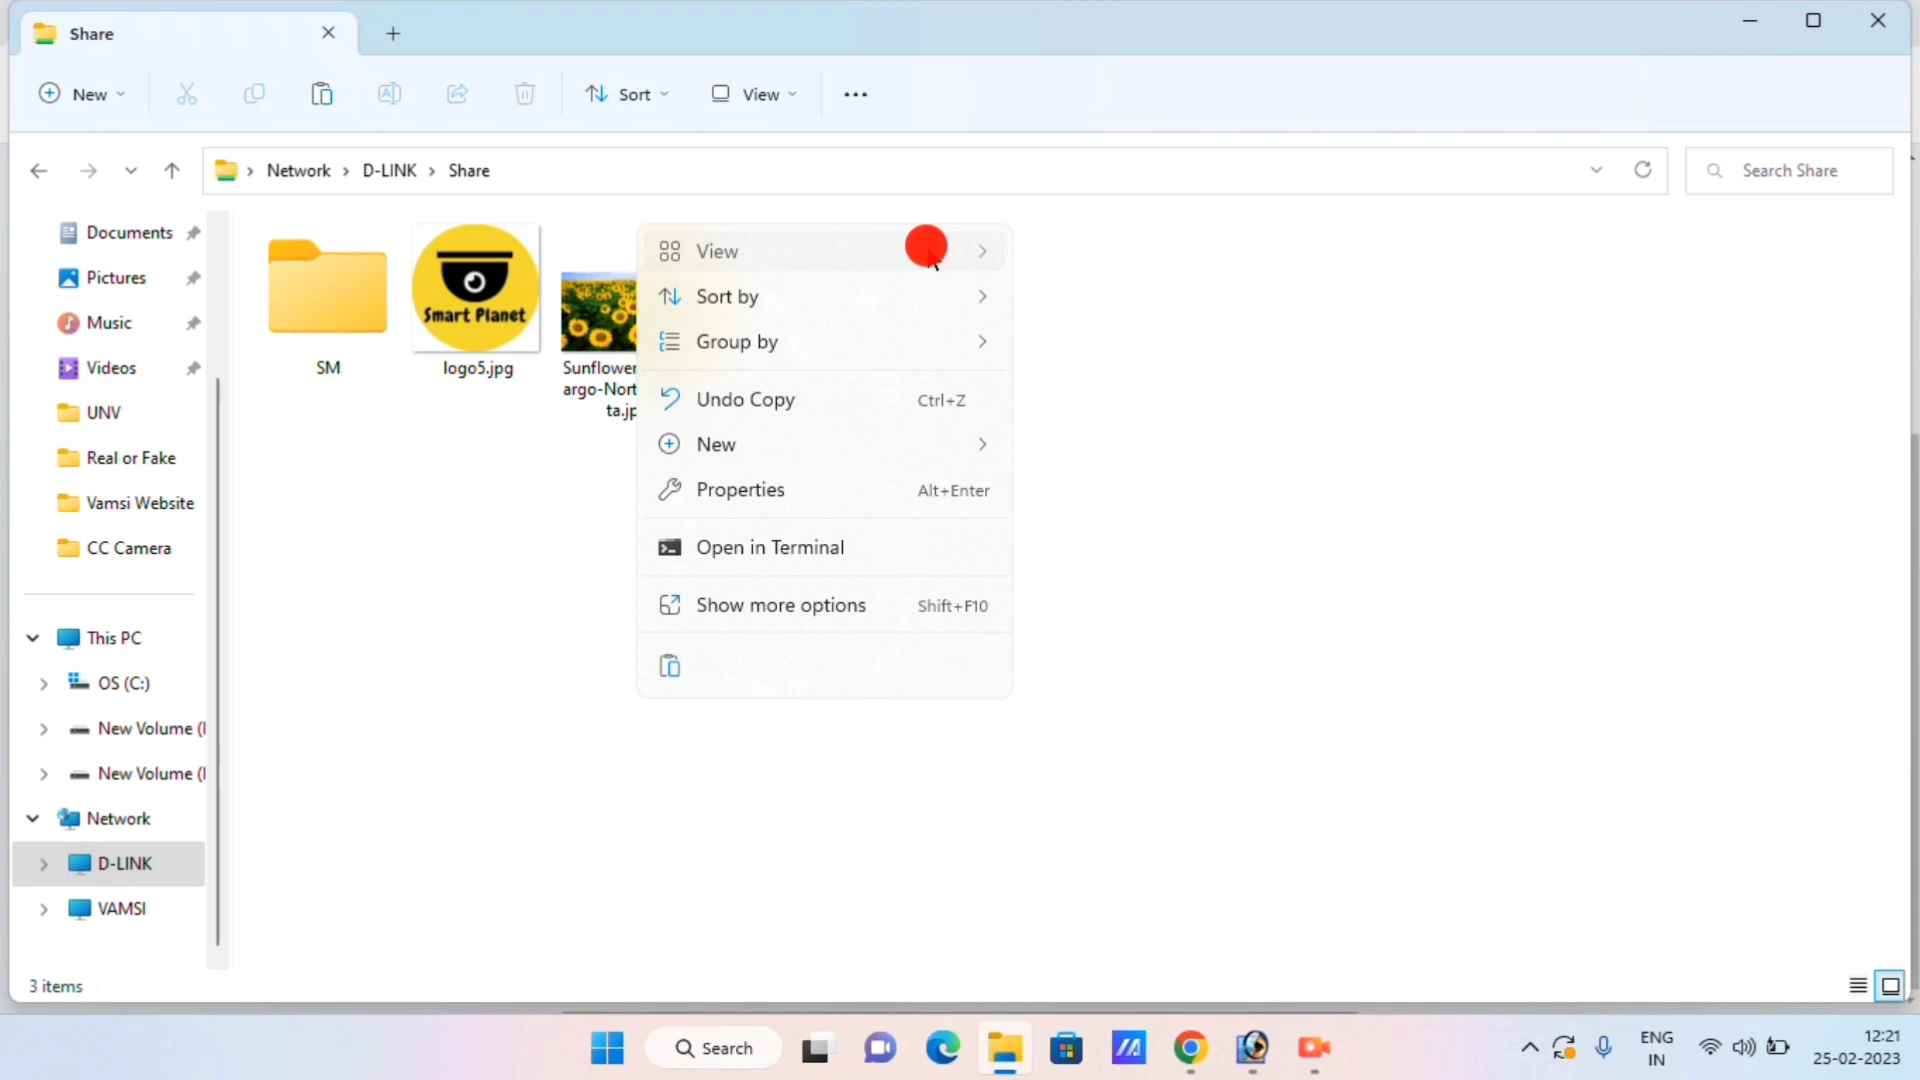 Share
New
Sort
View
Network
D-LINK
Share
Search Share
Documents
Pictures
Music
Videos
UNV
Real or Fake
Vamsi Website
CC Camera
This PC
OS (C:)
New Volume (
New Volume (
Network
D-LINK
VAMSI
SM
Smart Planet
logo5.jpg
Sunflower
argo-Nort
ta.jp
View
Sort by
Group by
Undo Copy Ctrl+Z
New
Properties Alt+Enter
Open in Terminal
Show more options Shift+F10
3 items
Search
ENG
IN
12:21
25-02-2023